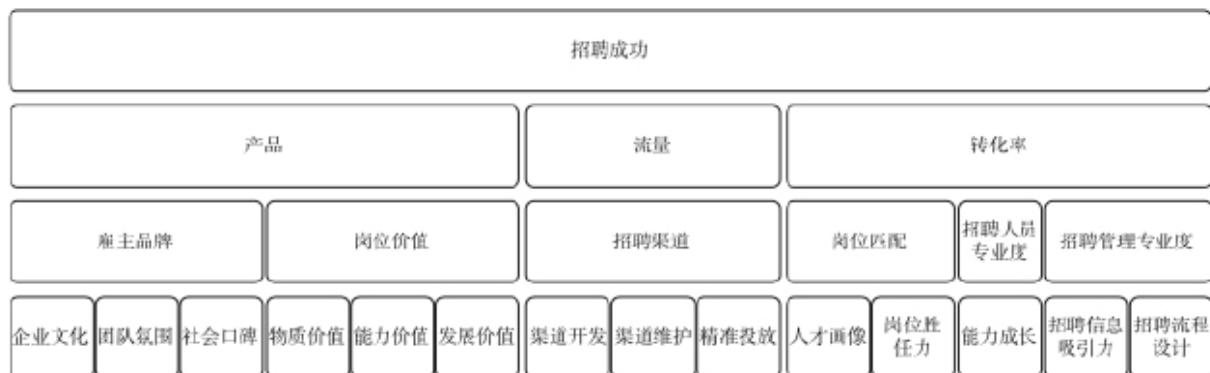 招聘成功
产品
流量
转化率
雇主品牌
岗位价值
招聘渠道
岗位匹配
招聘人员
专业度
招聘管理专业度
企业文化
团队氛围
社会口碑
物质价值
能力价值
发展价值
渠道开发
渠道维护
精准投放
人才画像
岗位胜
任力
能力成长
招聘信息
吸引力
招聘流程
设计